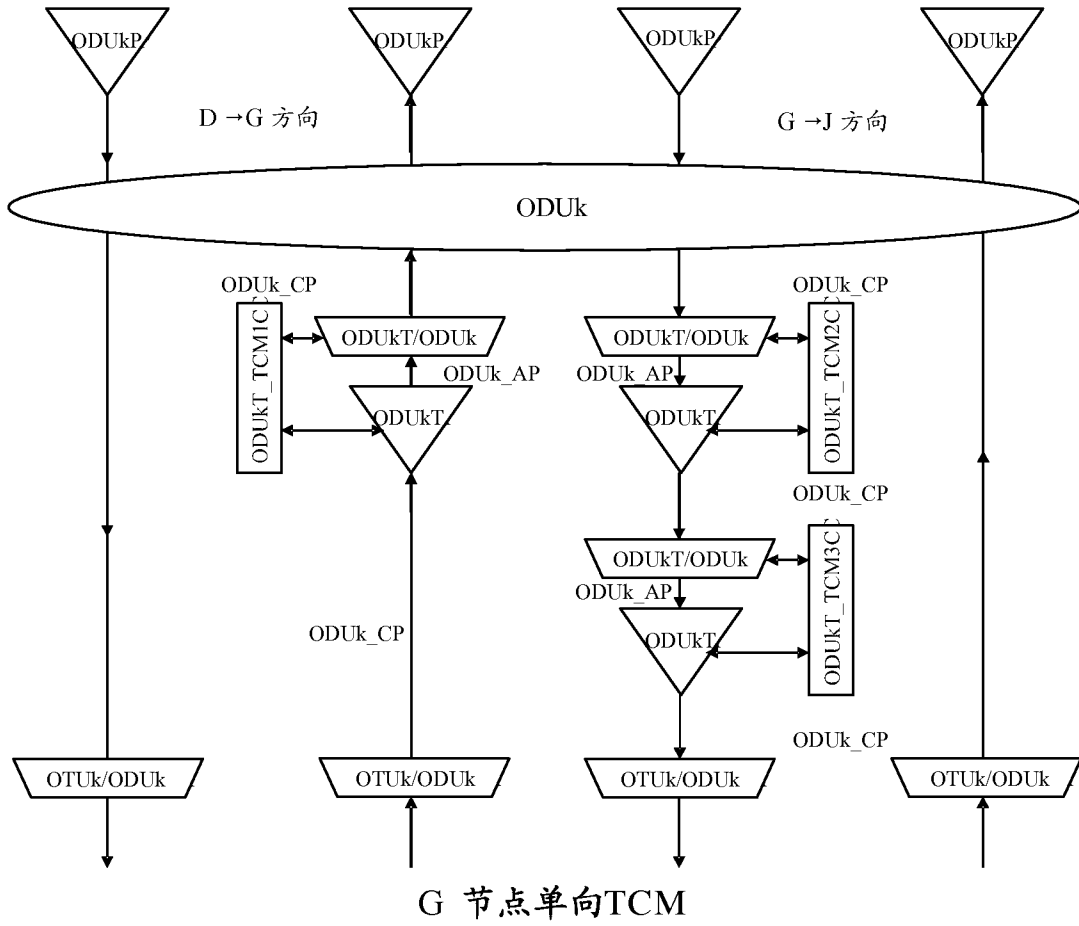 ODUkP ODUkP ODUkP ODUkP
D →G 方向 G →J 方向
ODUk
ODUk_CP ODUk_CP
ODUkT_TCM1C ODUkT/ODUk ODUkT/ODUk ODUkT_TCM2C
ODUk_AP ODUk_AP
ODUkT ODUkT
ODUk_CP
ODUkT/ODUk ODUkT_TCM3C
ODUk_AP
ODUk_CP ODUkT
ODUk_CP
OTUk/ODUk OTUk/ODUk OTUk/ODUk OTUk/ODUk
G 节点单向TCM